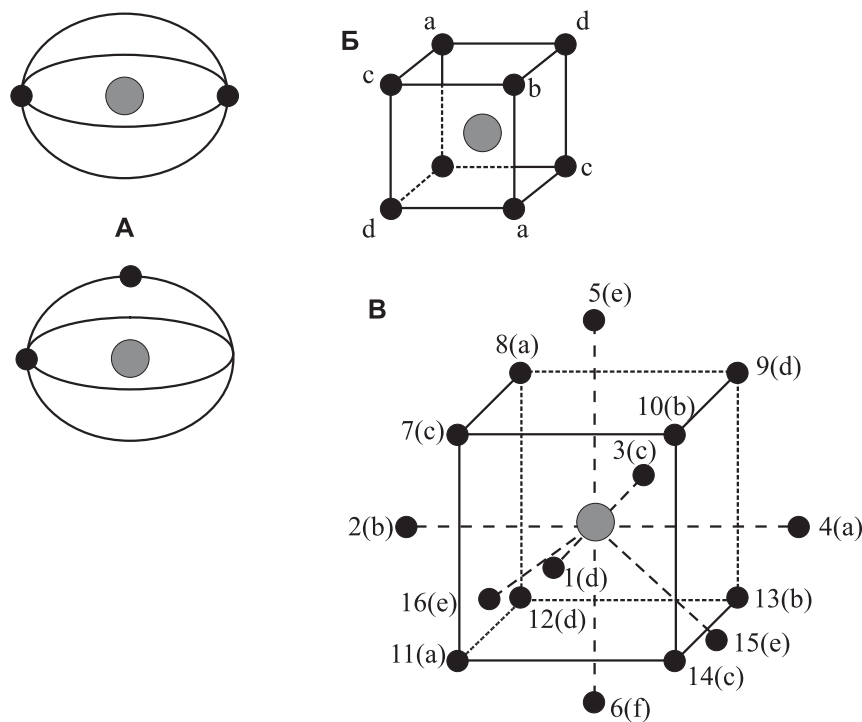 Б
a
d
c
b
c
d
a
А
В
5(e)
8(a)
9(d)
10(b)
7(c)
3(c)
2(b)
4(a)
1(d)
16(e)
12(d)
13(b)
15(e)
11(a)
14(c)
6(f)